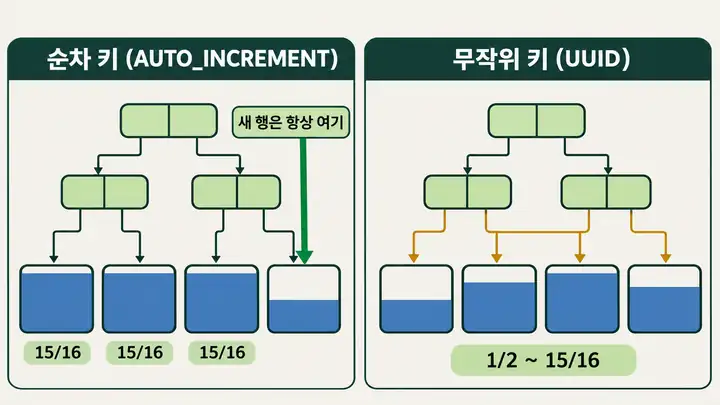 순차 키 (AUTO_INCREMENT)
새 행은 항상 여기
15/16
15/16
15/16
무작위 키 (UUID)
1/2 ~ 15/16